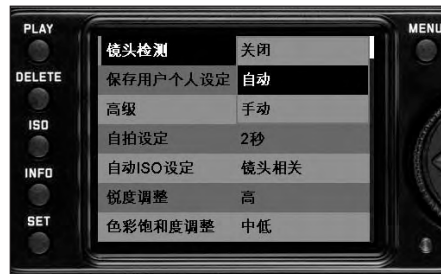 PLAY
DELETE
ISO
INFO
SET
MENU
镜头检测 关闭
保存用户个人设定 自动
高级 手动
自拍设定 2秒
自动ISO设定 镜头相关
锐度调整 高
色彩饱和度调整 中低